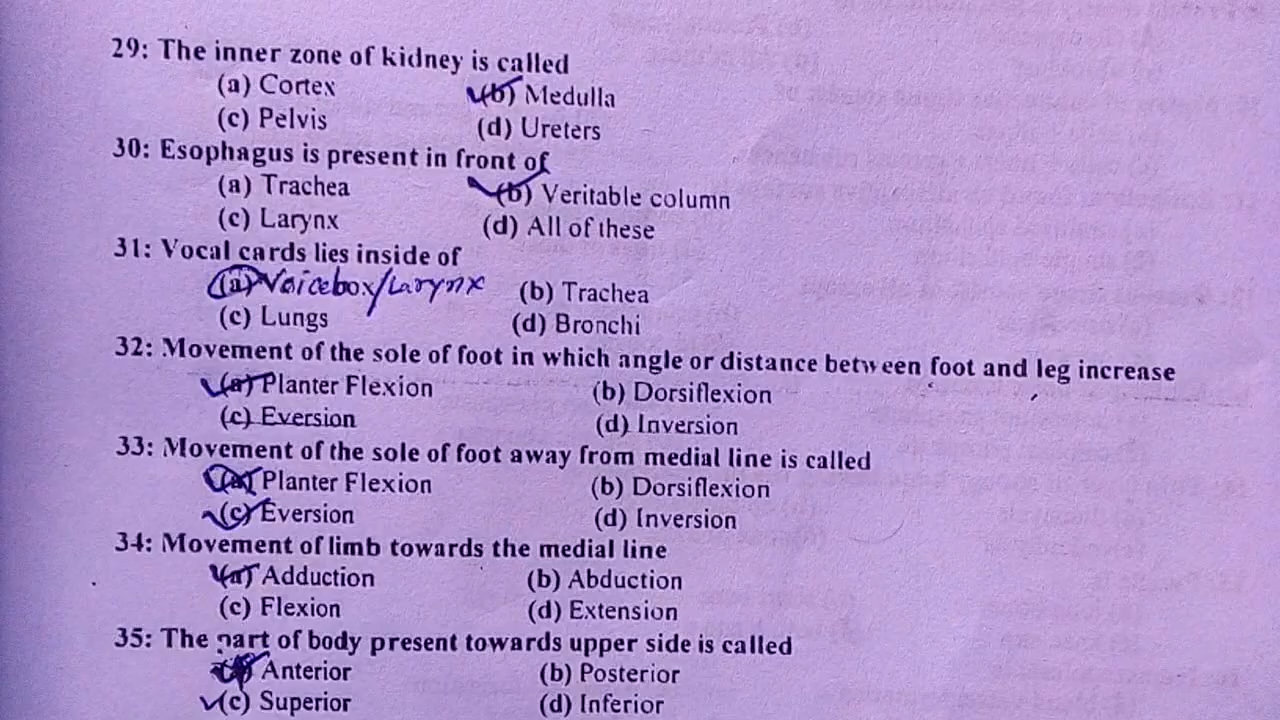 29: The inner zone of kidney is called
(a) Cortex (b) Medulla
(c) Pelvis (d) Ureters
30: Esophagus is present in front of
(a) Trachea (b) Veritable column
(c) Larynx (d) All of these
31: Vocal cards lies inside of
(a) Voicebox/Larynx (b) Trachea
(c) Lungs (d) Bronchi
32: Movement of the sole of foot in which angle or distance between foot and leg increase
(a) Planter Flexion (b) Dorsiflexion
(c) Eversion (d) Inversion
33: Movement of the sole of foot away from medial line is called
(a) Planter Flexion (b) Dorsiflexion
(c) Eversion (d) Inversion
34: Movement of limb towards the medial line
(a) Adduction (b) Abduction
(c) Flexion (d) Extension
35: The part of body present towards upper side is called
Anterior (b) Posterior
(c) Superior (d) Inferior